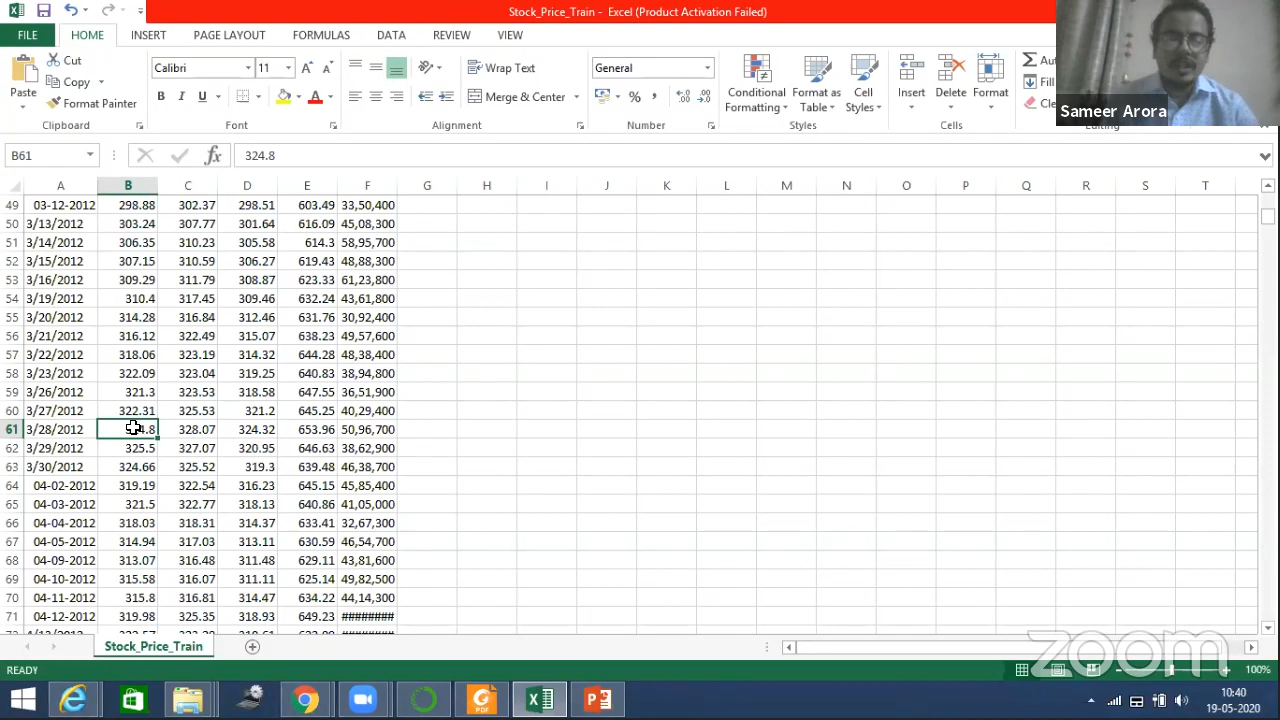 Stock_Price_Train - Excel (Product Activation Failed)
FILE HOME INSERT PAGE LAYOUT FORMULAS DATA REVIEW VIEW
Cut
Copy
Format Painter
Paste
Clipboard
Calibri 11
B I U
A
Font
Wrap Text
Merge & Center
Alignment
General
%
Number
Conditional Formatting
Format as Table
Cell Styles
Styles
Insert Delete Format
Cells
Fill
Sameer Arora
B61 fx 324.8
A B C D E F G H I J K L M N O P Q R S T
49 03-12-2012 298.88 302.37 298.51 603.49 33,50,400
50 3/13/2012 303.24 307.77 301.64 616.09 45,08,300
51 3/14/2012 306.35 310.23 305.58 614.3 58,95,700
52 3/15/2012 307.15 310.59 306.27 619.43 48,88,300
53 3/16/2012 309.29 311.79 308.87 623.33 61,23,800
54 3/19/2012 310.4 317.45 309.46 632.24 43,61,800
55 3/20/2012 314.28 316.84 312.46 631.76 30,92,400
56 3/21/2012 316.12 322.49 315.07 638.23 49,57,600
57 3/22/2012 318.06 323.19 314.32 644.28 48,38,400
58 3/23/2012 322.09 323.04 319.25 640.83 38,94,800
59 3/26/2012 321.3 323.53 318.58 647.55 36,51,900
60 3/27/2012 322.31 325.53 321.2 645.25 40,29,400
61 3/28/2012 328.07 324.32 653.96 50,96,700
62 3/29/2012 325.5 327.07 320.95 646.63 38,62,900
63 3/30/2012 324.66 325.52 319.3 639.48 46,38,700
64 04-02-2012 319.19 322.54 316.23 645.15 45,85,400
65 04-03-2012 321.5 322.77 318.13 640.86 41,05,000
66 04-04-2012 318.03 318.31 314.37 633.41 32,67,300
67 04-05-2012 314.94 317.03 313.11 630.59 46,54,700
68 04-09-2012 313.07 316.48 311.48 629.11 43,81,600
69 04-10-2012 315.58 316.07 311.11 625.14 49,82,500
70 04-11-2012 315.8 316.81 314.47 634.22 44,14,300
71 04-12-2012 319.98 325.35 318.93 649.23 ########
Stock_Price_Train
zoom
READY 100%
10:40
19-05-2020